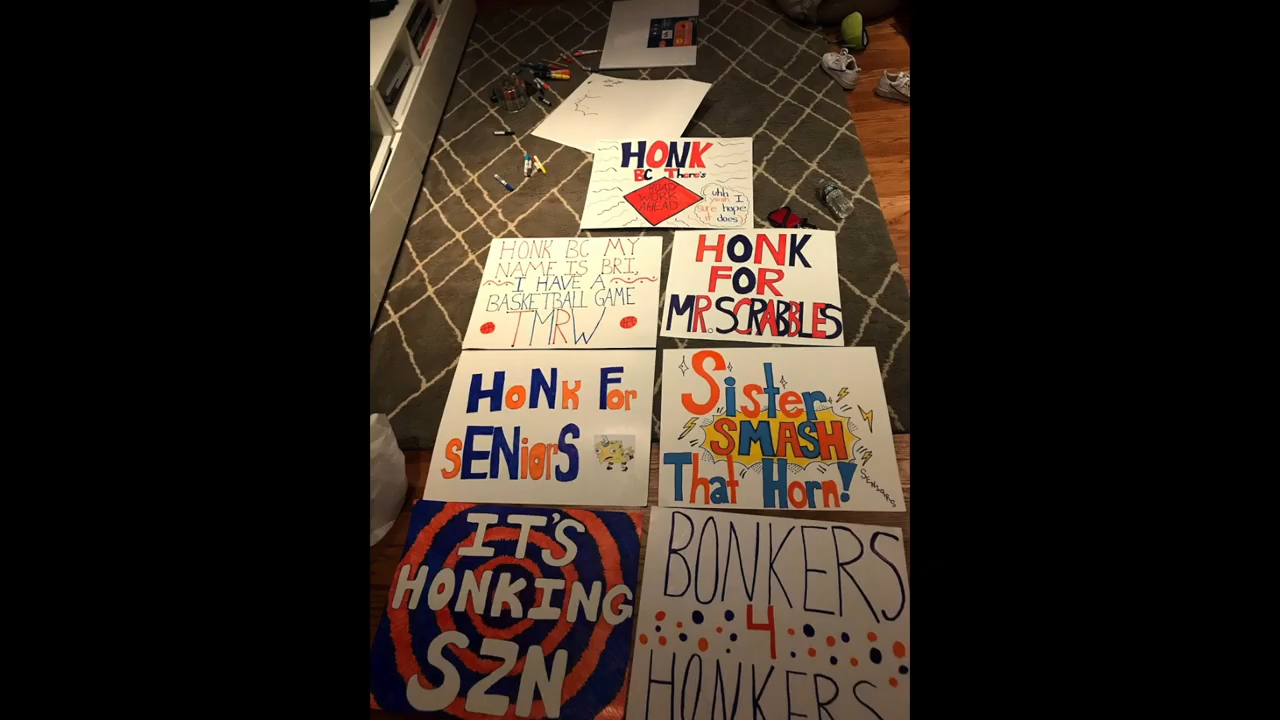 HONK
BC There's
ROAD
WORK
AHEAD
uhh
yeah I
sure hope
it does
HONK BC MY
NAME IS BRI,
I HAVE A
BASKETBALL GAME
TMRW
HONK
FOR
MR. SCRABBLES
HONK FOR
SENiorS
Sister
SMASH
That Horn!
IT'S
HONKING
SZN
BONKERS
4
HONKERS